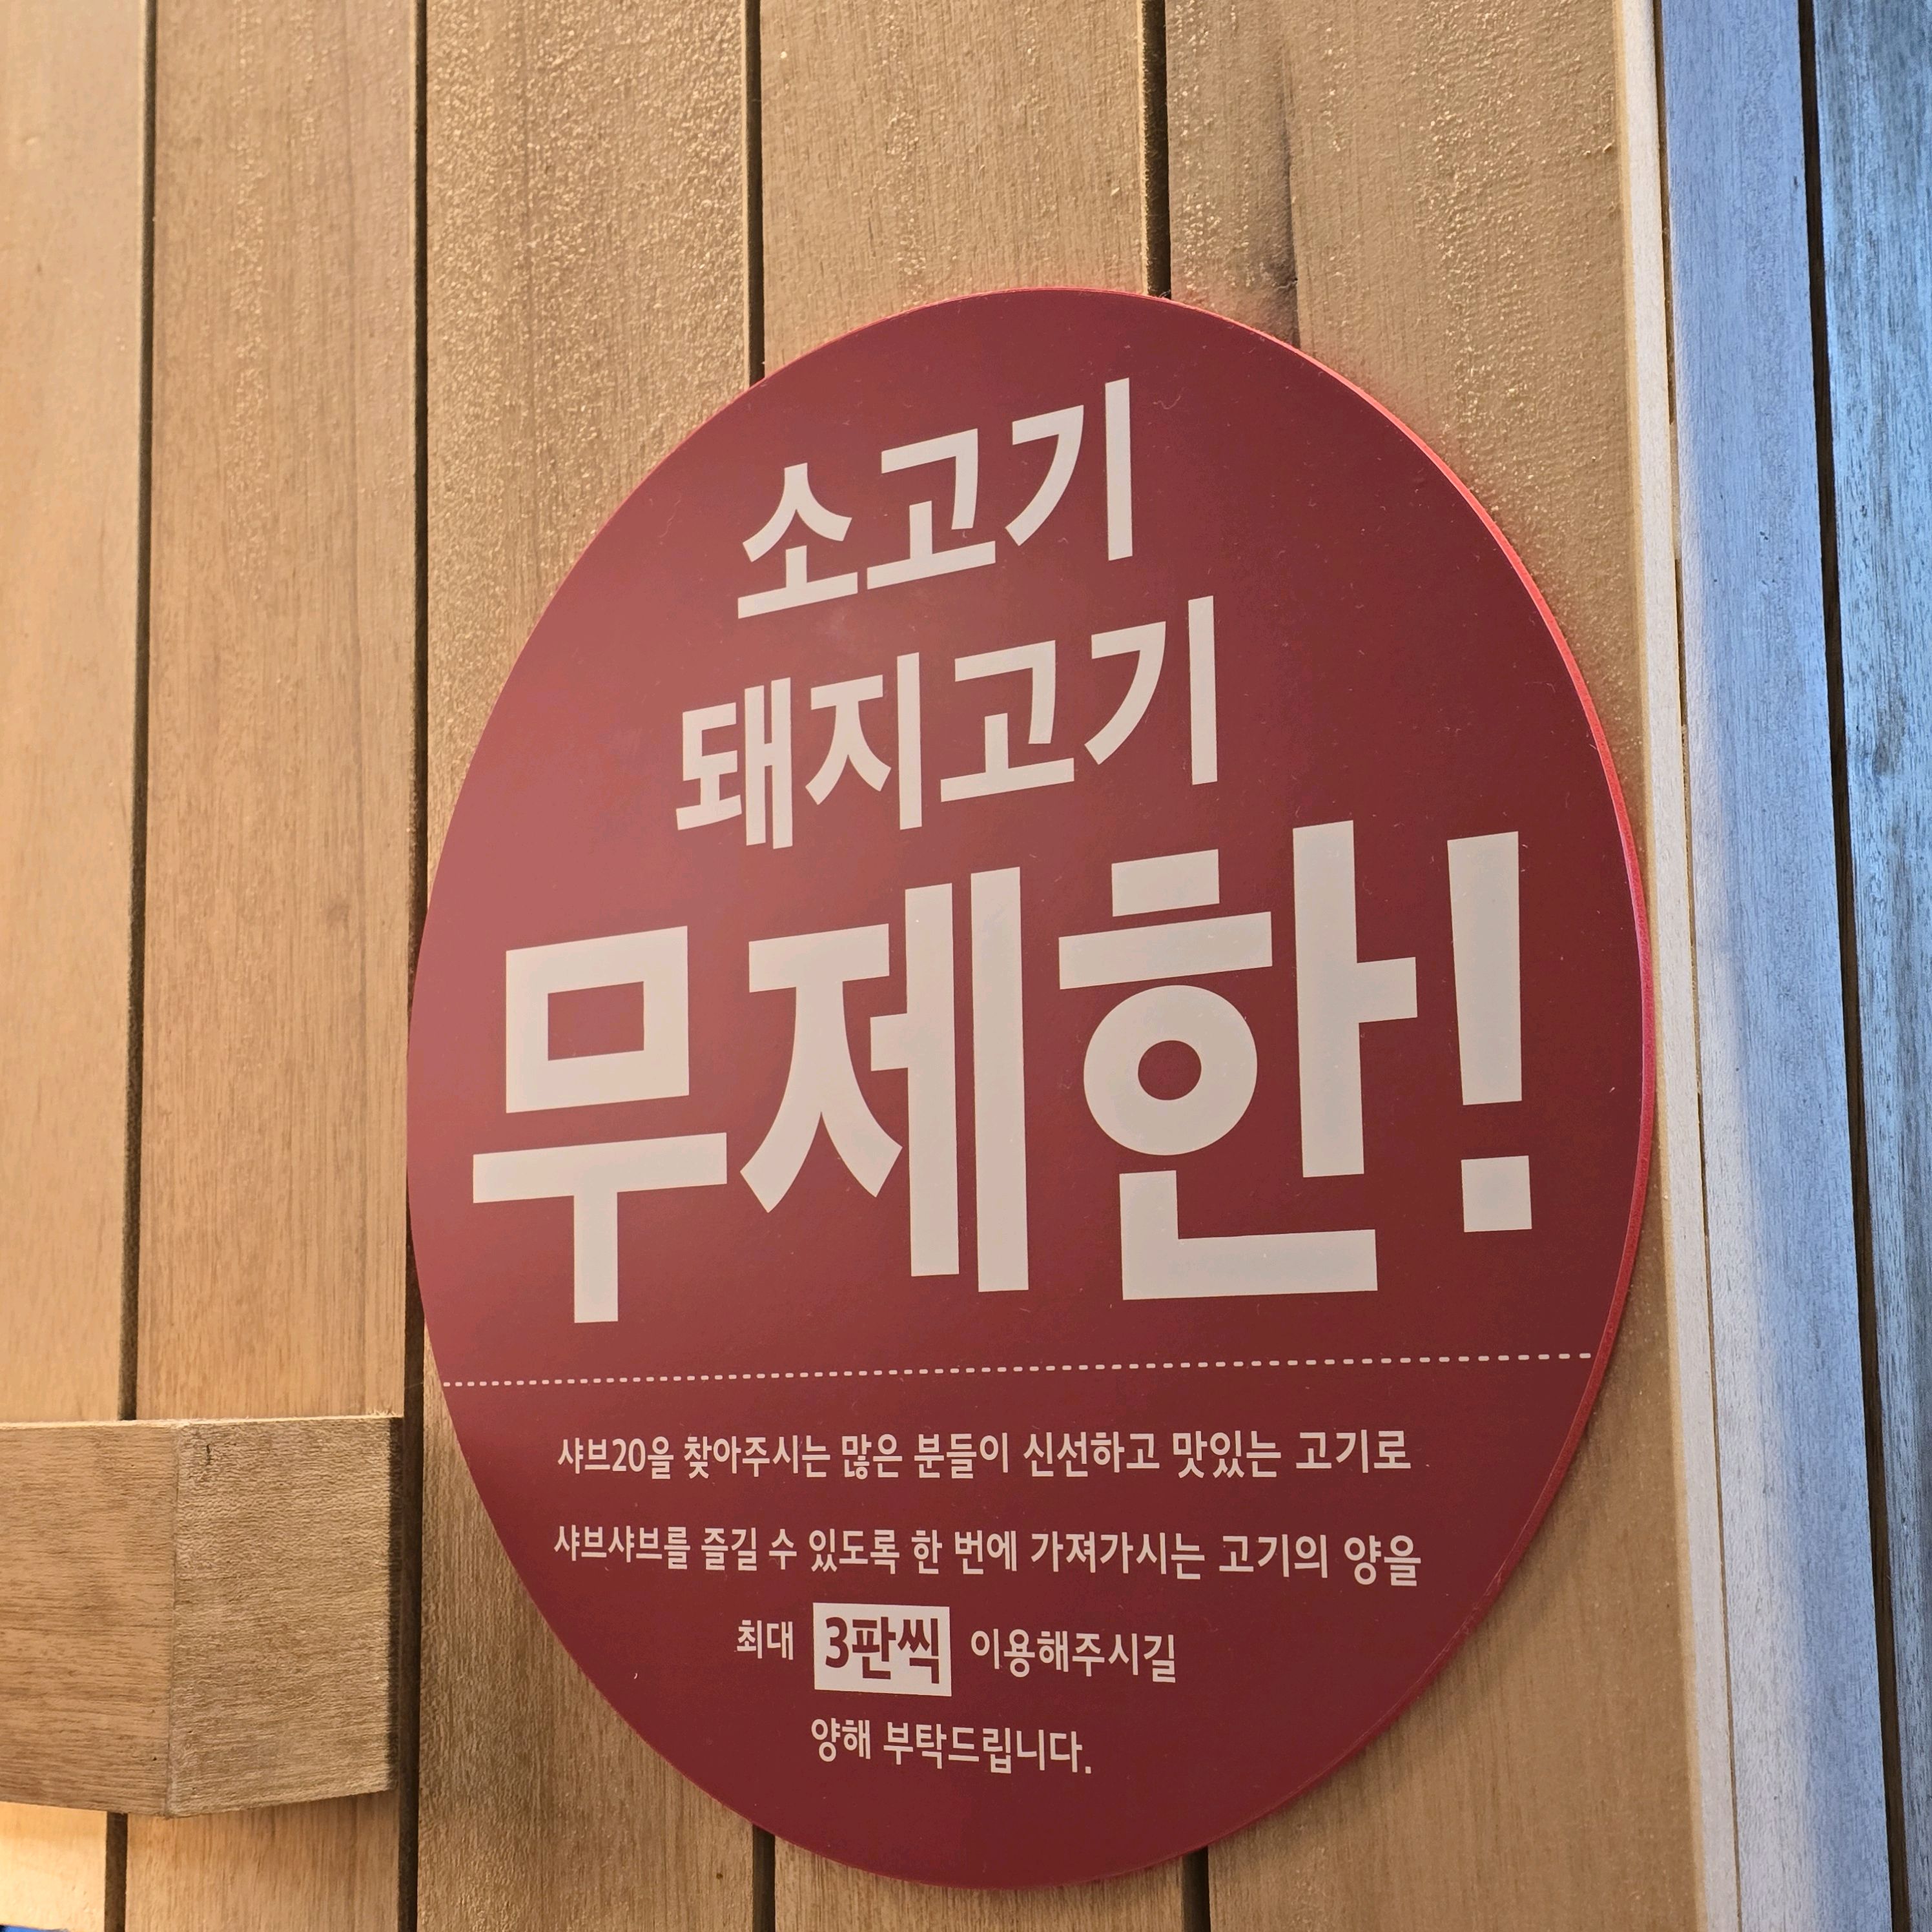 소고기
돼지고기
무제한!
샤브20을 찾아주시는 많은 분들이 신선하고 맛있는 고기로
샤브샤브를 즐길 수 있도록 한 번에 가져가시는 고기의 양을
최대 3판씩 이용해주시길
양해 부탁드립니다.